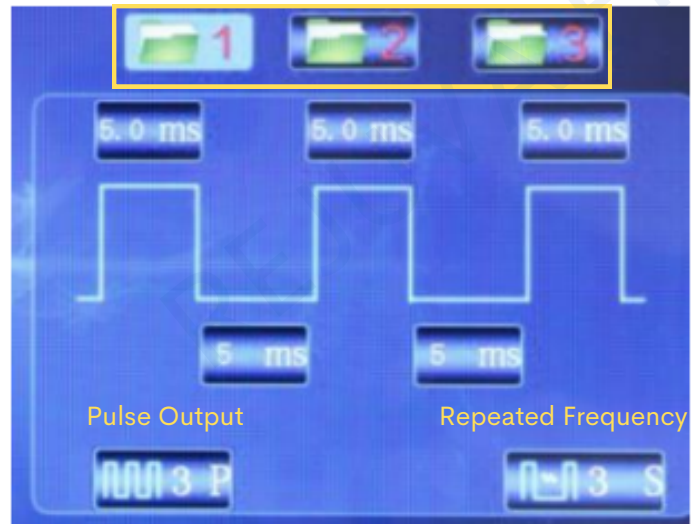 1 2 3
5.0 ms 5.0 ms 5.0 ms
5 ms 5 ms
Pulse Output Repeated Frequency
3 P 3 S